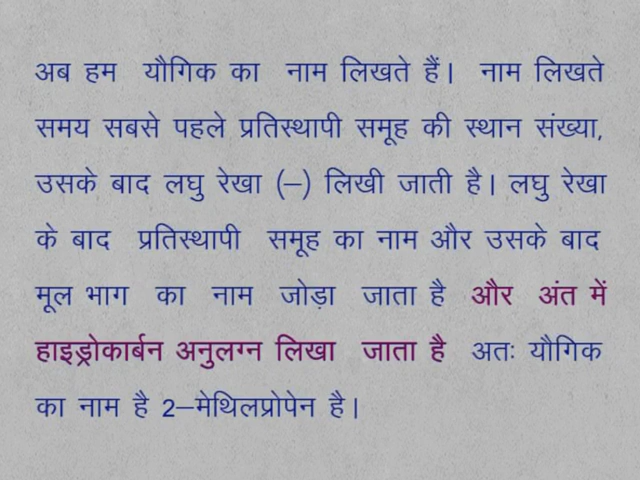 अब हम यौगिक का नाम लिखते हैं। नाम लिखते
समय सबसे पहले प्रतिस्थापी समूह की स्थान संख्या,
उसके बाद लघु रेखा (–) लिखी जाती है। लघु रेखा
के बाद प्रतिस्थापी समूह का नाम और उसके बाद
मूल भाग का नाम जोड़ा जाता है और अंत में
हाइड्रोकार्बन अनुलग्न लिखा जाता है अतः यौगिक
का नाम है 2–मेथिलप्रोपेन है।